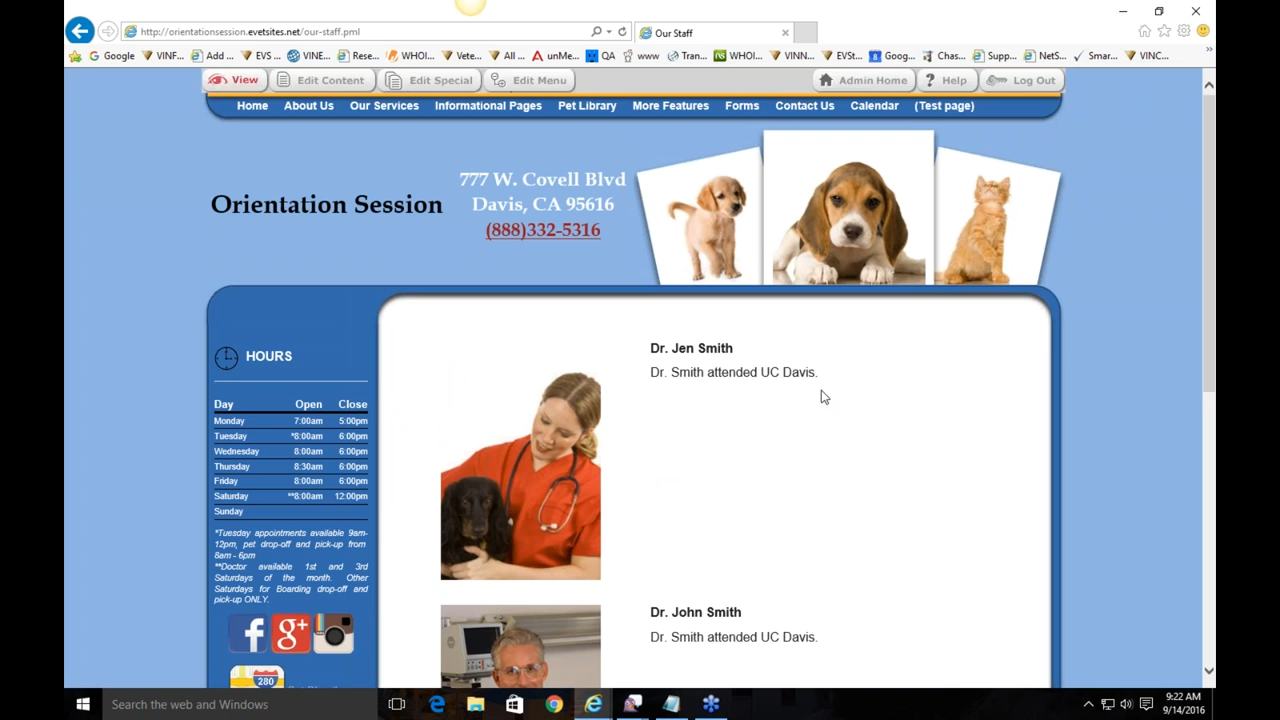 http://orientationsession.evetsites.net/our-staff.pml
Our Staff
Google VINF... Add ... EVS ... VINE... Rese... WHOI... Vete... All ... unMe... QA www Tran... WHOI... VINN... EVSt... Goog... Chas... Supp... NetS... Smar... VINC...
View Edit Content Edit Special Edit Menu Admin Home Help Log Out
Home About Us Our Services Informational Pages Pet Library More Features Forms Contact Us Calendar (Test page)
Orientation Session
777 W. Covell Blvd
Davis, CA 95616
(888)332-5316
HOURS
Day Open Close
Monday 7:00am 5:00pm
Tuesday *8:00am 6:00pm
Wednesday 8:00am 6:00pm
Thursday 8:30am 6:00pm
Friday 8:00am 6:00pm
Saturday **8:00am 12:00pm
Sunday
*Tuesday appointments available 9am-
12pm, pet drop-off and pick-up from
8am - 6pm
**Doctor available 1st and 3rd
Saturdays of the month. Other
Saturdays for Boarding drop-off and
pick-up ONLY.
f g+
280
Dr. Jen Smith
Dr. Smith attended UC Davis.
Dr. John Smith
Dr. Smith attended UC Davis.
Search the web and Windows
9:22 AM
9/14/2016